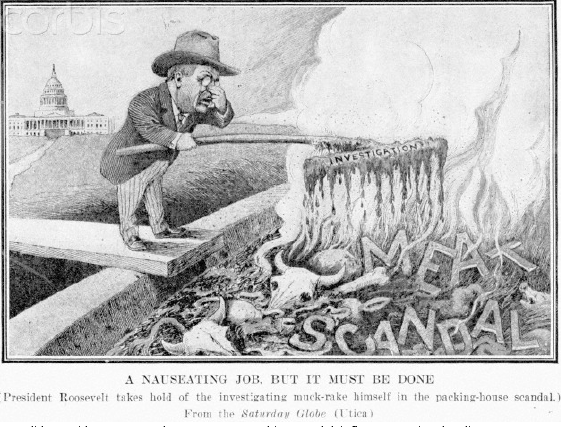 corbis
INVESTIGATION
MEAT
SCANDAL
A NAUSEATING JOB, BUT IT MUST BE DONE
(President Roosevelt takes hold of the investigating muck-rake himself in the packing-house scandal.)
From the Saturday Globe (Utica)